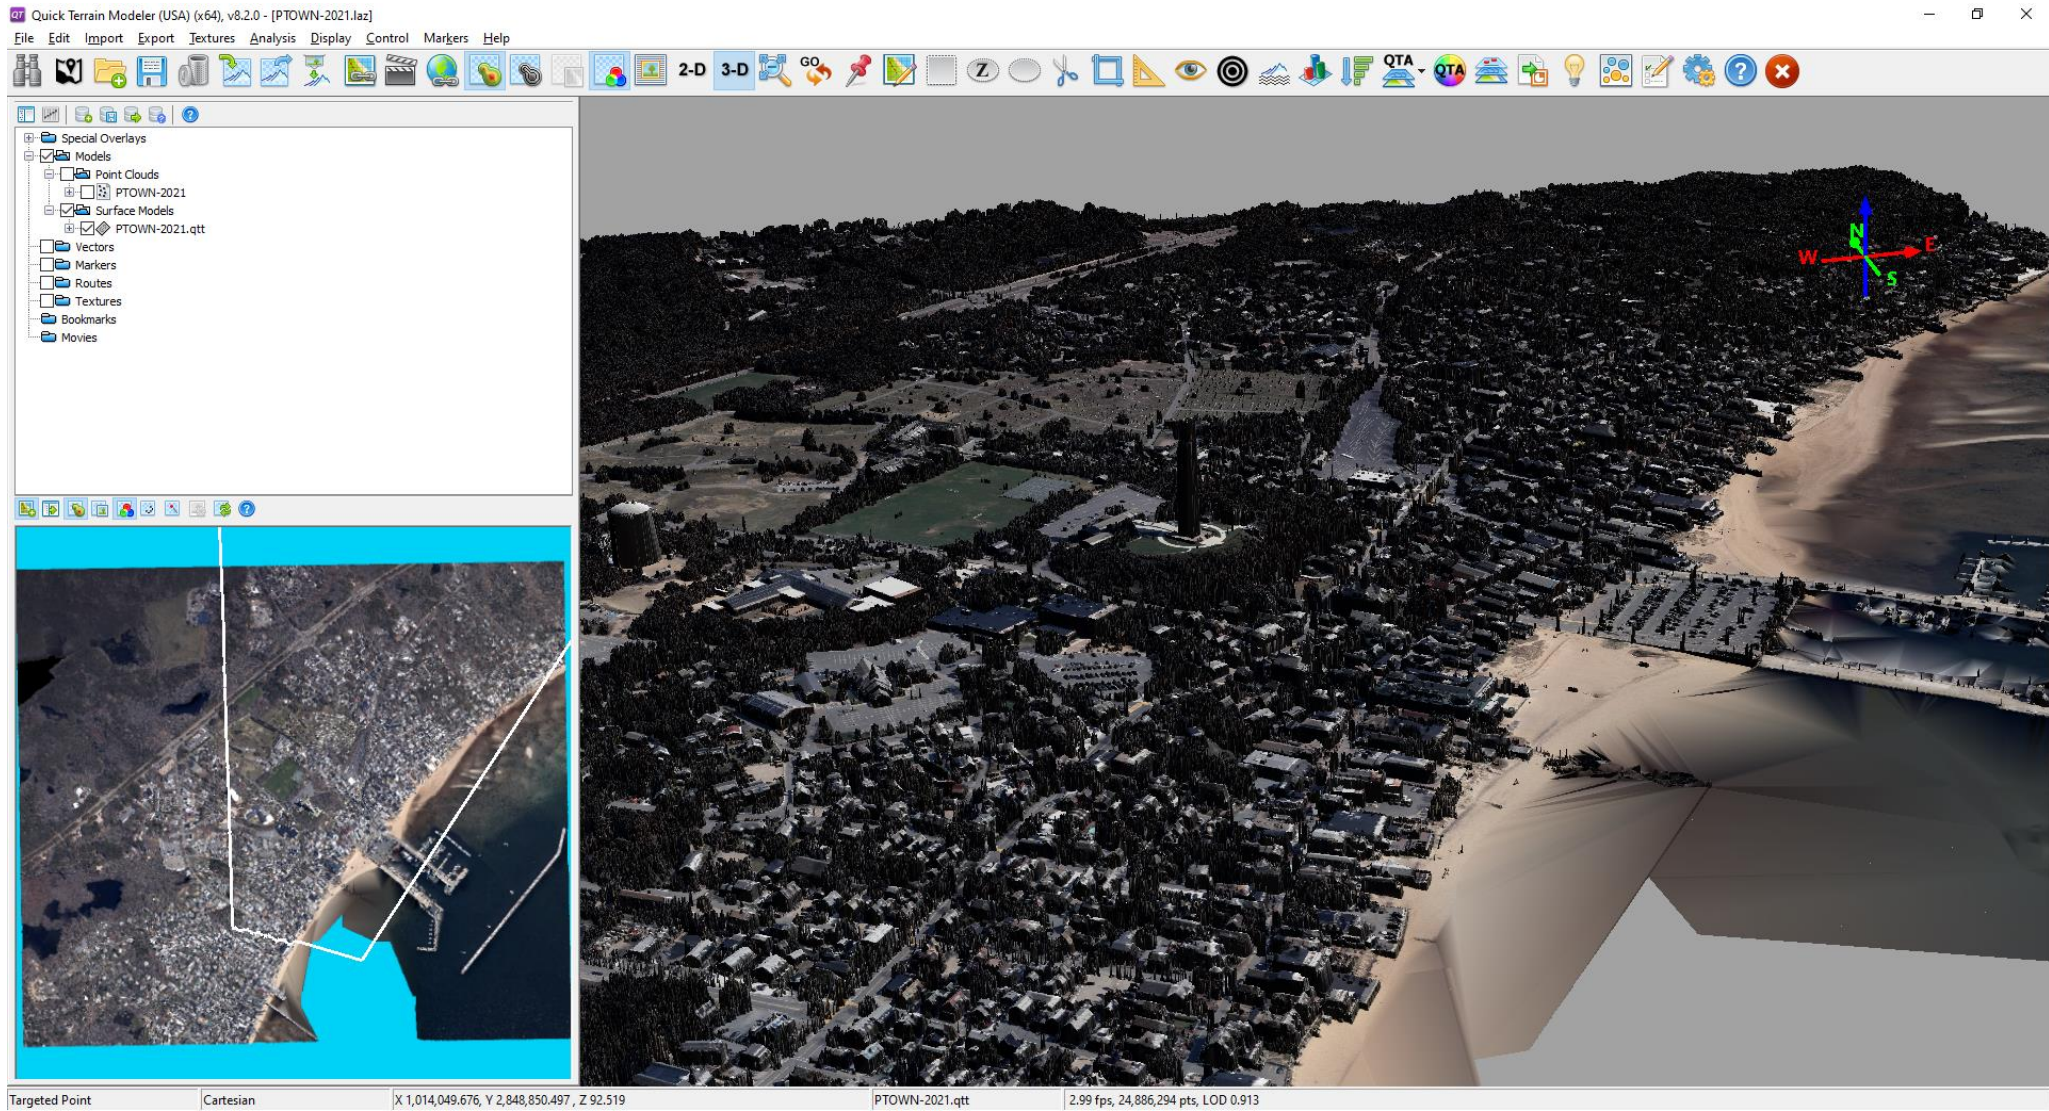 QT Quick Terrain Modeler (USA) (x64), v8.2.0 - [PTOWN-2021.laz]
File Edit Import Export Textures Analysis Display Control Markers Help
2-D 3-D GO Z QTA QTA
Special Overlays
Models
Point Clouds
PTOWN-2021
Surface Models
PTOWN-2021.qtt
Vectors
Markers
Routes
Textures
Bookmarks
Movies
N
W E
S
Targeted Point Cartesian X 1,014,049.676, Y 2,848,850.497 , Z 92.519 PTOWN-2021.qtt 2.99 fps, 24,886,294 pts, LOD 0.913